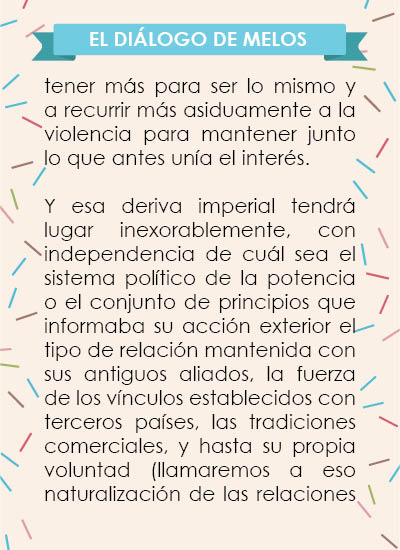 EL DIÁLOGO DE MELOS
tener más para ser lo mismo y
a recurrir más asiduamente a la
violencia para mantener junto
lo que antes unía el interés.
Y esa deriva imperial tendrá
lugar inexorablemente, con
independencia de cuál sea el
sistema político de la potencia
o el conjunto de principios que
informaba su acción exterior el
tipo de relación mantenida con
sus antiguos aliados, la fuerza
de los vínculos establecidos con
terceros países, las tradiciones
comerciales, y hasta su propia
voluntad (llamaremos a eso
naturalización de las relaciones